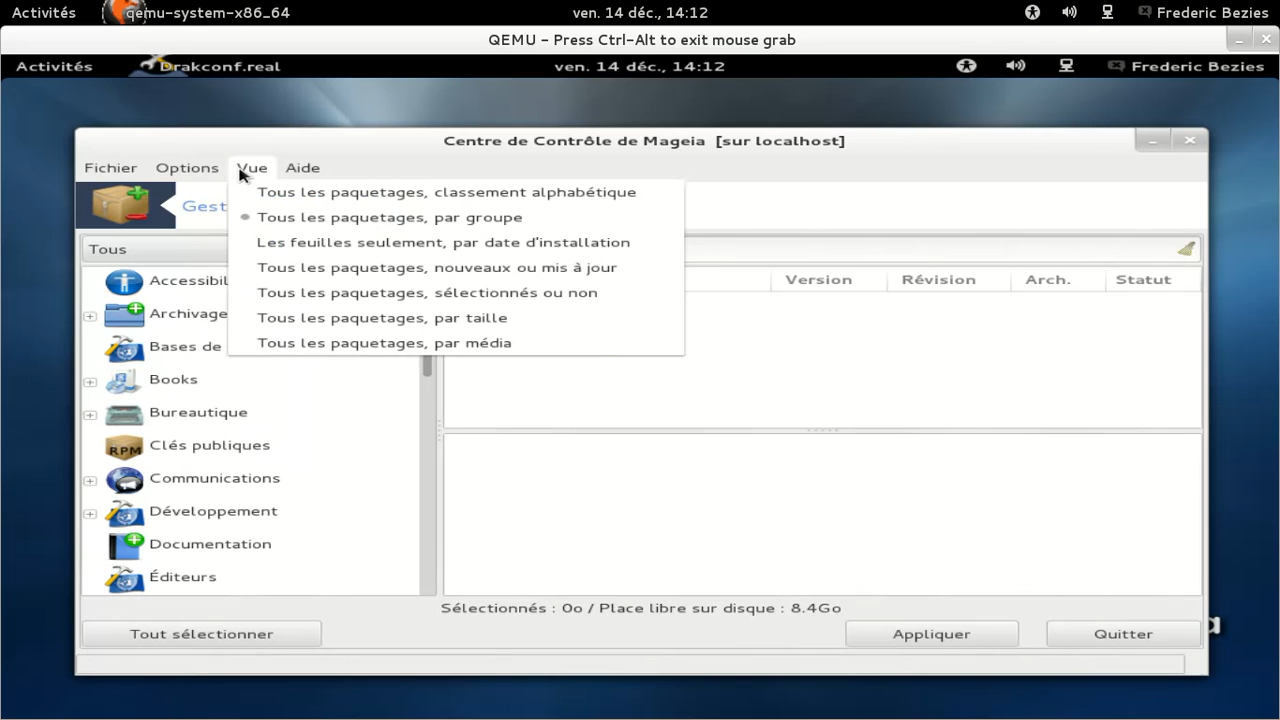 Activités qemu-system-x86_64 ven. 14 déc., 14:12 Frederic Bezies
QEMU - Press Ctrl-Alt to exit mouse grab
Activités Drakconf.real ven. 14 déc., 14:12 Frederic Bezies
Centre de Contrôle de Mageia [sur localhost]
Fichier Options Vue Aide
Tous les paquetages, classement alphabétique
Tous les paquetages, par groupe
Les feuilles seulement, par date d'installation
Tous les paquetages, nouveaux ou mis à jour
Tous les paquetages, sélectionnés ou non
Tous les paquetages, par taille
Tous les paquetages, par média
Gest
Tous
Version Révision Arch. Statut
Accessibil
Archivage
Bases de
Books
Bureautique
RPM Clés publiques
Communications
Développement
Documentation
Éditeurs
Sélectionnés : 0o / Place libre sur disque : 8.4Go
Tout sélectionner Appliquer Quitter
a